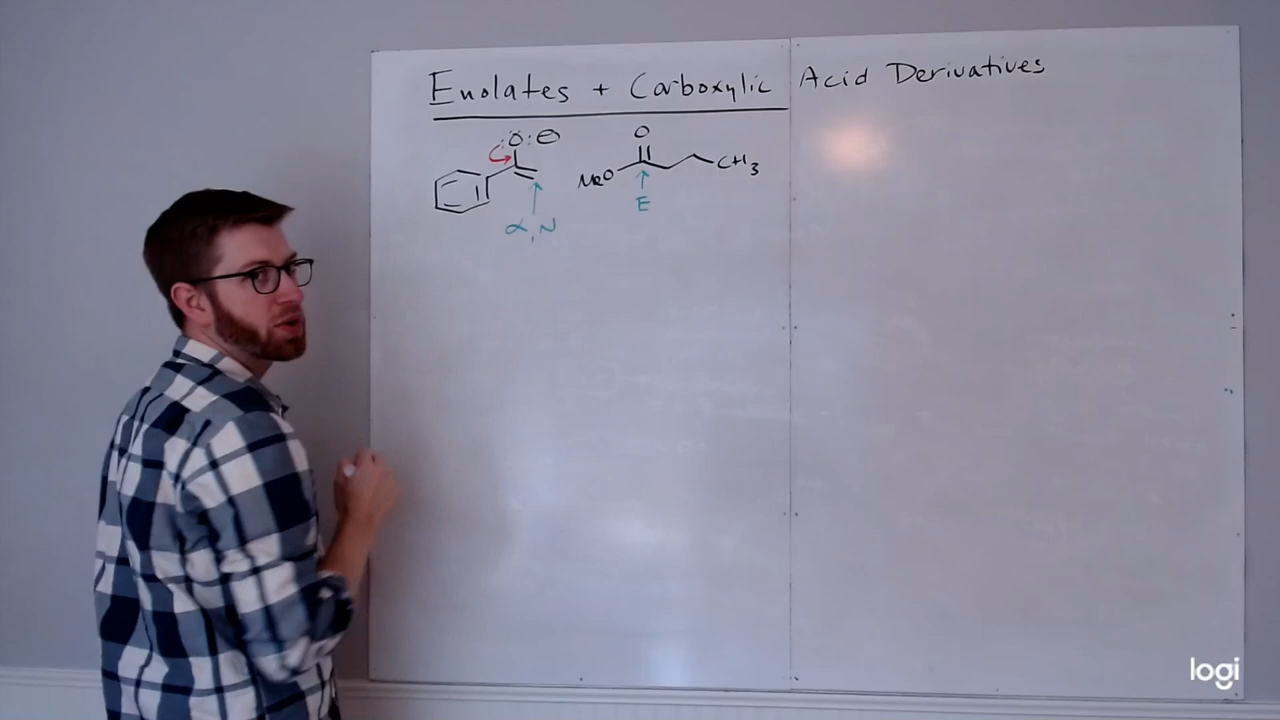 Enolates + Carboxylic Acid Derivatives
:Ö: ⊖ O
MeO CH3
α, N E
logi